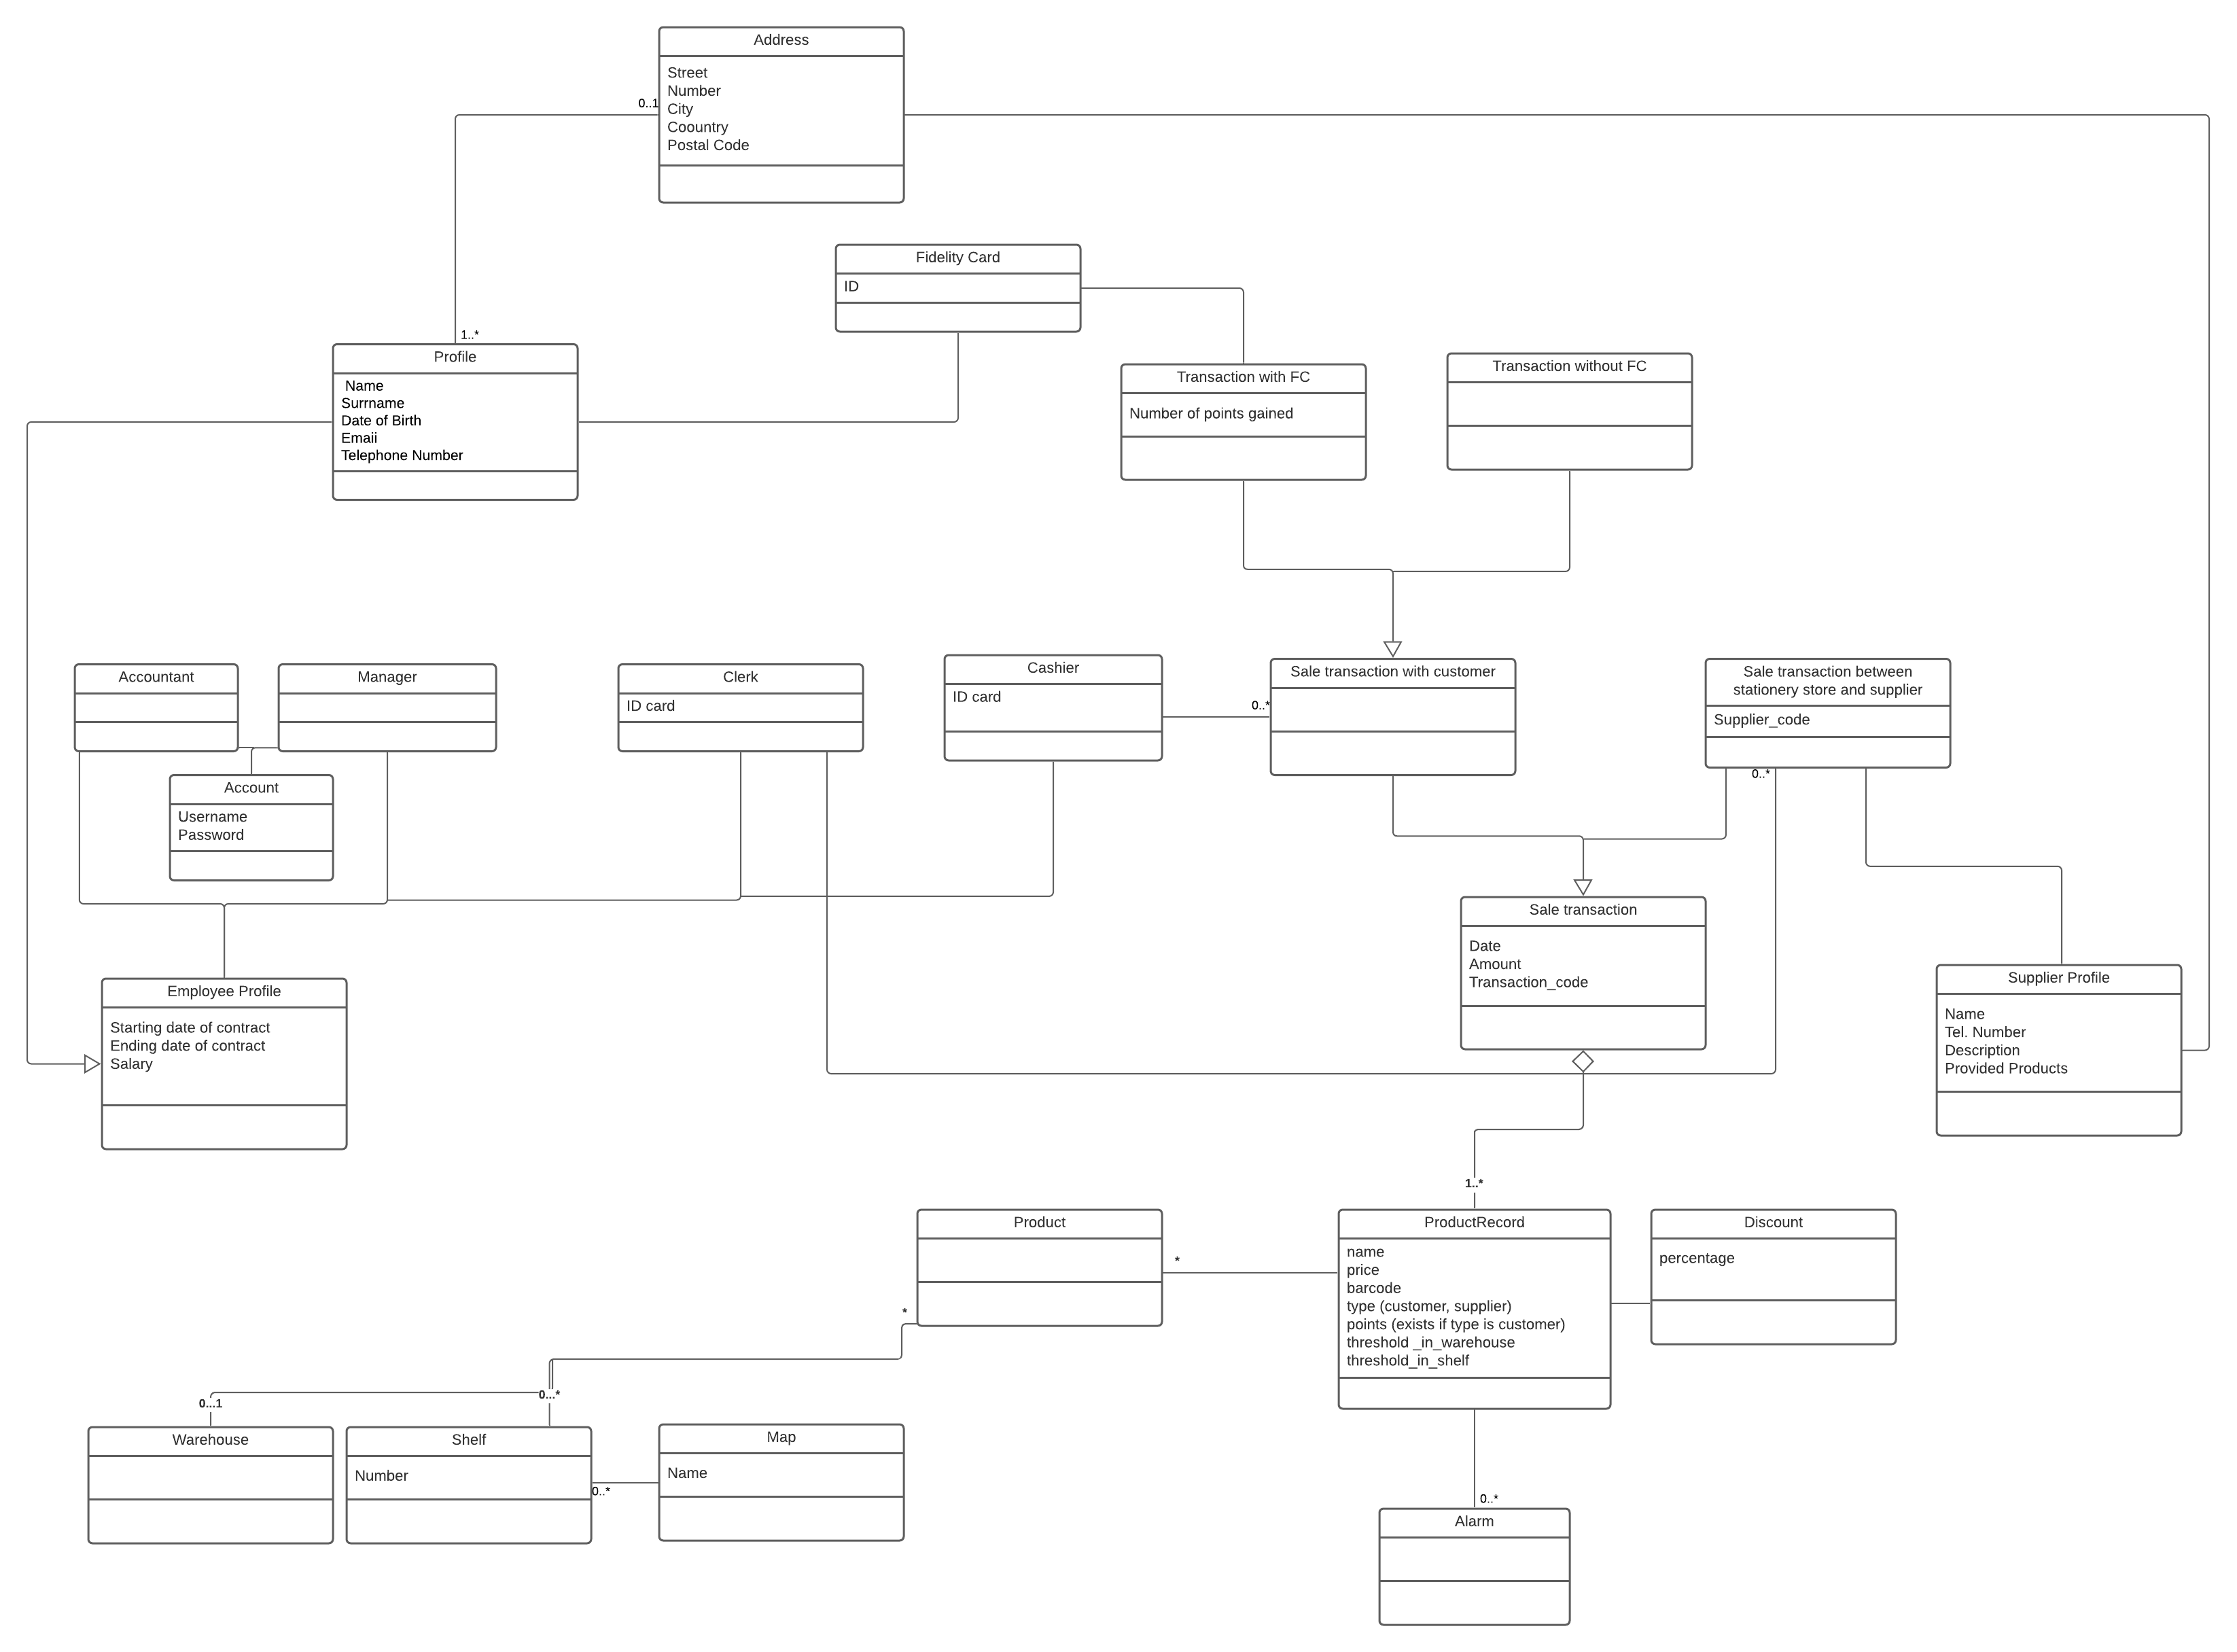 Address
Street
Number
City
Coountry
Postal Code
0..1
1..*
Fidelity Card
ID
Profile
Name
Surrname
Date of Birth
Emaii
Telephone Number
Transaction with FC
Number of points gained
Transaction without FC
Accountant
Manager
Clerk
ID card
Cashier
ID card
0..*
Sale transaction with customer
Sale transaction between
stationery store and supplier
Supplier_code
0..*
Account
Username
Password
Sale transaction
Date
Amount
Transaction_code
Employee Profile
Starting date of contract
Ending date of contract
Salary
Supplier Profile
Name
Tel. Number
Description
Provided Products
1..*
Product
*
*
ProductRecord
name
price
barcode
type (customer, supplier)
points (exists if type is customer)
threshold _in_warehouse
threshold_in_shelf
Discount
percentage
0...1
0...*
Warehouse
Shelf
Number
0..*
Map
Name
0..*
Alarm